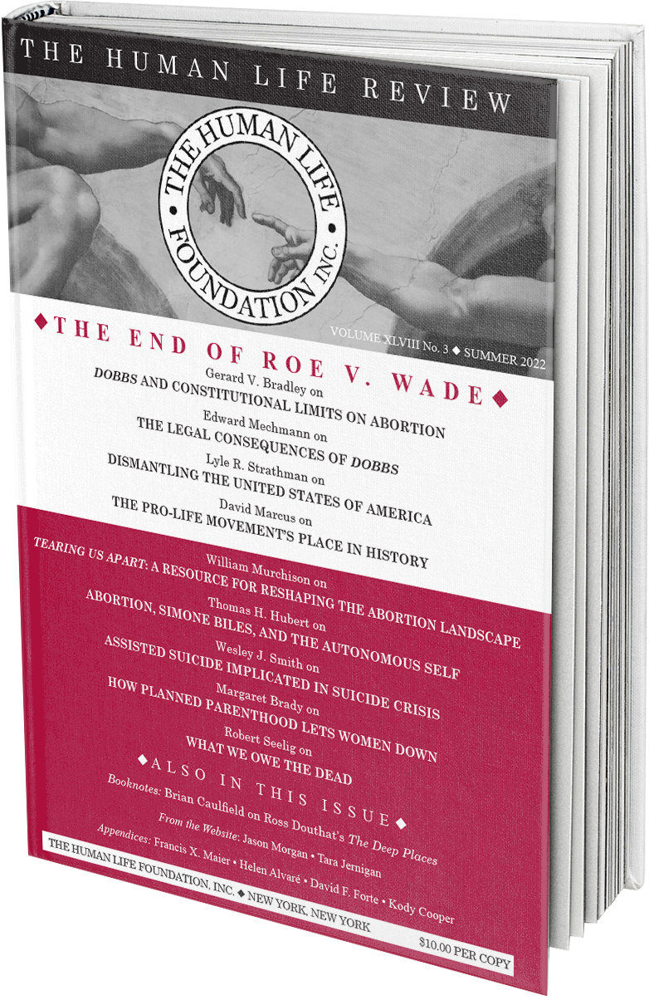 THE HUMAN LIFE REVIEW
THE HUMAN LIFE
FOUNDATION INC.
VOLUME XLVIII No. 3 ◆ SUMMER 2022
◆THE END OF ROE V. WADE◆
Gerard V. Bradley on
DOBBS AND CONSTITUTIONAL LIMITS ON ABORTION
Edward Mechmann on
THE LEGAL CONSEQUENCES OF DOBBS
Lyle R. Strathman on
DISMANTLING THE UNITED STATES OF AMERICA
David Marcus on
THE PRO-LIFE MOVEMENT'S PLACE IN HISTORY
William Murchison on
TEARING US APART: A RESOURCE FOR RESHAPING THE ABORTION LANDSCAPE
Thomas H. Hubert on
ABORTION, SIMONE BILES, AND THE AUTONOMOUS SELF
Wesley J. Smith on
ASSISTED SUICIDE IMPLICATED IN SUICIDE CRISIS
Margaret Brady on
HOW PLANNED PARENTHOOD LETS WOMEN DOWN
Robert Seelig on
WHAT WE OWE THE DEAD
◆ALSO IN THIS ISSUE◆
Booknotes: Brian Caulfield on Ross Douthat's The Deep Places
From the Website: Jason Morgan • Tara Jernigan
Appendices: Francis X. Maier • Helen Alvaré • David F. Forte • Kody Cooper
THE HUMAN LIFE FOUNDATION, INC. ◆ NEW YORK, NEW YORK
$10.00 PER COPY